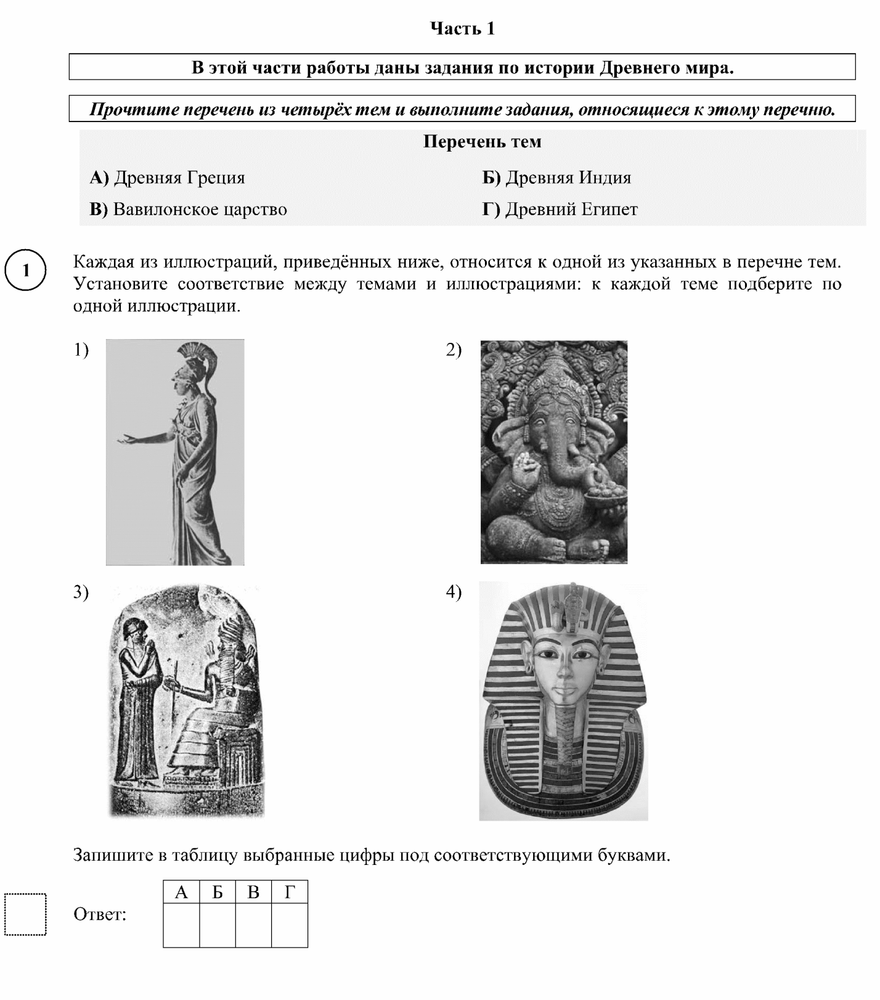 Часть 1
В этой части работы даны задания по истории Древнего мира.
Прочтите перечень из четырёх тем и выполните задания, относящиеся к этому перечню.
Перечень тем
А) Древняя Греция
Б) Древняя Индия
В) Вавилонское царство
Г) Древний Египет
1
Каждая из иллюстраций, приведённых ниже, относится к одной из указанных в перечне тем.
Установите соответствие между темами и иллюстрациями: к каждой теме подберите по
одной иллюстрации.
1)
2)
3)
4)
Запишите в таблицу выбранные цифры под соответствующими буквами.
А Б В Г
Ответ: